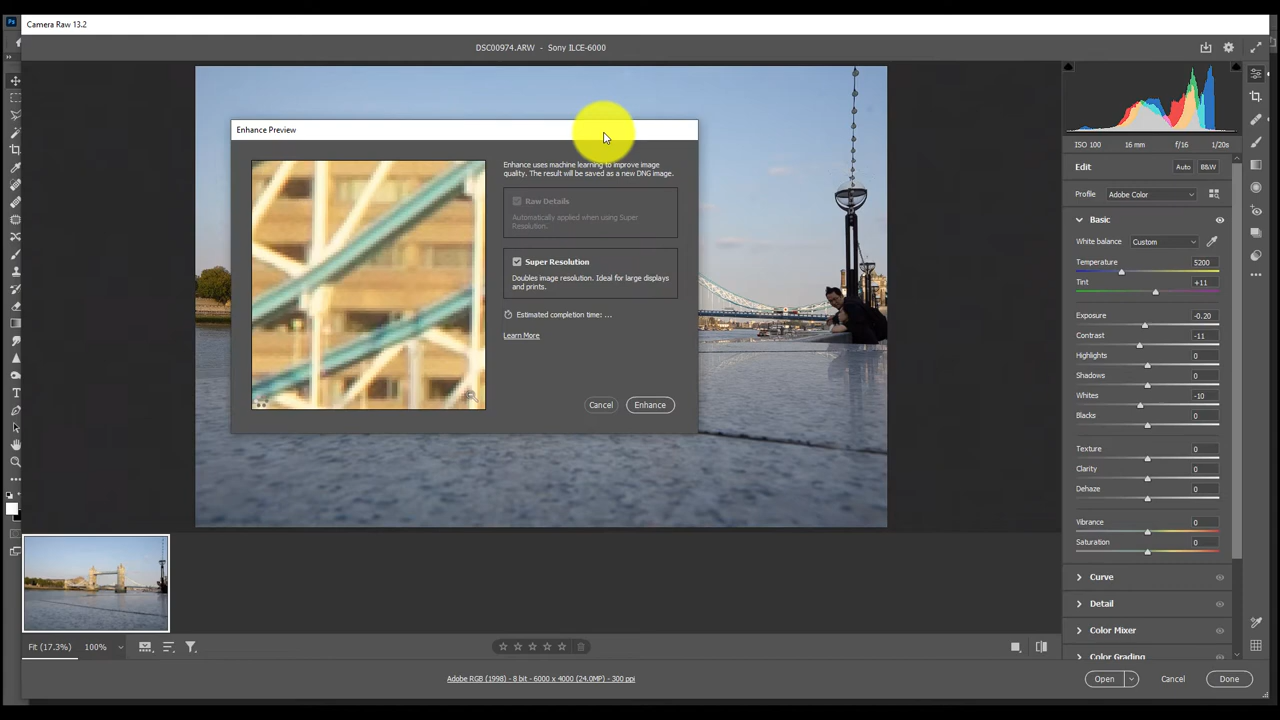 Camera Raw 13.2
DSC00974.ARW - Sony ILCE-6000
Enhance Preview
Enhance uses machine learning to improve image
quality. The result will be saved as a new DNG image.
Raw Details
Automatically applied when using Super
Resolution.
Super Resolution
Doubles image resolution. Ideal for large displays
and prints.
Estimated completion time: ...
Learn More
Cancel
Enhance
ISO 100
16 mm
f/16
1/20s
Edit
Auto
B&W
Profile
Adobe Color
Basic
White balance
Custom
Temperature
5200
Tint
+11
Exposure
-0.20
Contrast
-11
Highlights
0
Shadows
0
Whites
-10
Blacks
0
Texture
0
Clarity
0
Dehaze
0
Vibrance
0
Saturation
0
Curve
Detail
Color Mixer
Color Grading
Fit (17.3%)
100%
Adobe RGB (1998) - 8 bit - 6000 x 4000 (24.0MP) - 300 ppi
Open
Cancel
Done